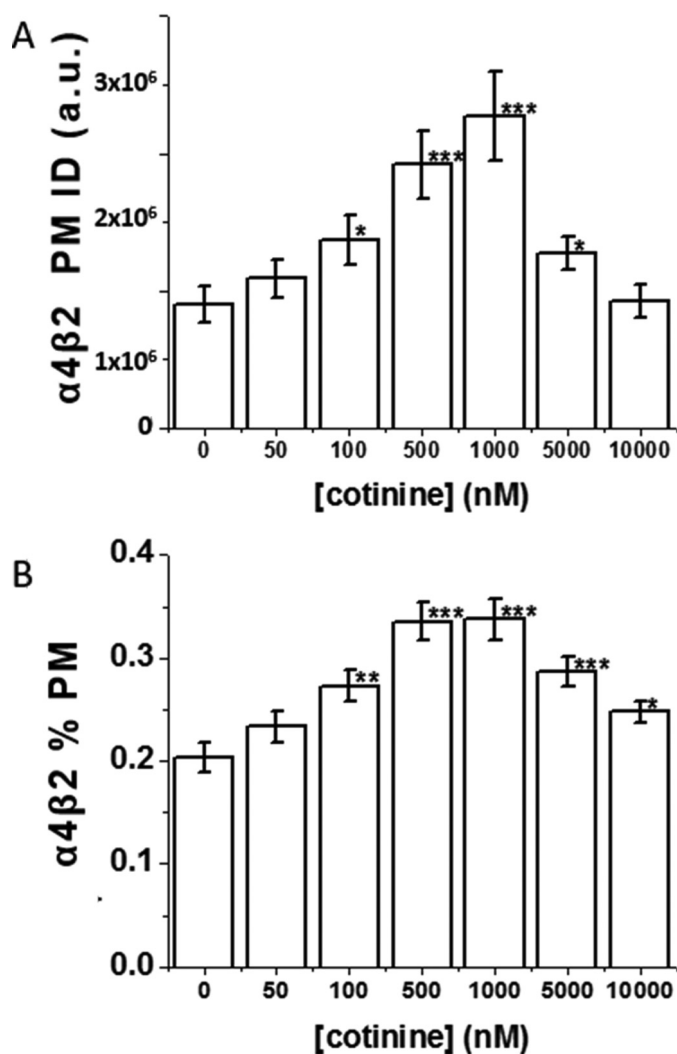 A
α4β2 PM ID (a.u.)
3x10⁶
2x10⁶
1x10⁶
0
*
***
***
*
0 50 100 500 1000 5000 10000
[cotinine] (nM)
B
α4β2 % PM
0.4
0.3
0.2
0.1
0.0
**
***
***
***
*
0 50 100 500 1000 5000 10000
[cotinine] (nM)